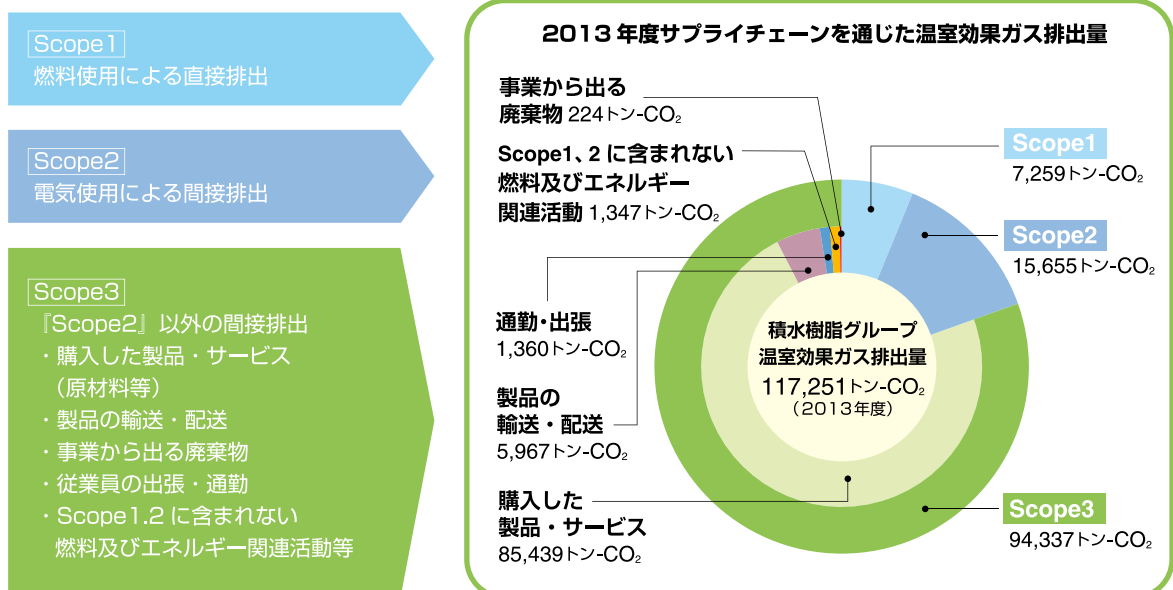 Scope1
燃料使用による直接排出
Scope2
電気使用による間接排出
Scope3
『Scope2』以外の間接排出
・購入した製品・サービス
（原材料等）
・製品の輸送・配送
・事業から出る廃棄物
・従業員の出張・通勤
・Scope1.2 に含まれない
燃料及びエネルギー関連活動等
2013 年度サプライチェーンを通じた温室効果ガス排出量
事業から出る
廃棄物 224トン-CO₂
Scope1、2 に含まれない
燃料及びエネルギー
関連活動 1,347トン-CO₂
通勤・出張
1,360トン-CO₂
製品の
輸送・配送
5,967トン-CO₂
購入した
製品・サービス
85,439トン-CO₂
積水樹脂グループ
温室効果ガス排出量
117,251トン-CO₂
（2013年度）
Scope1
7,259トン-CO₂
Scope2
15,655トン-CO₂
Scope3
94,337トン-CO₂